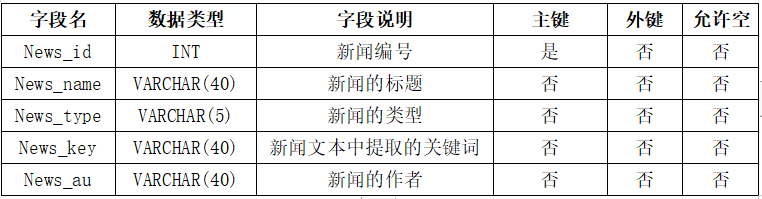 字段名 数据类型 字段说明 主键 外键 允许空
News_id INT 新闻编号 是 否 否
News_name VARCHAR(40) 新闻的标题 否 否 否
News_type VARCHAR(5) 新闻的类型 否 否 否
News_key VARCHAR(40) 新闻文本中提取的关键词 否 否 否
News_au VARCHAR(40) 新闻的作者 否 否 否